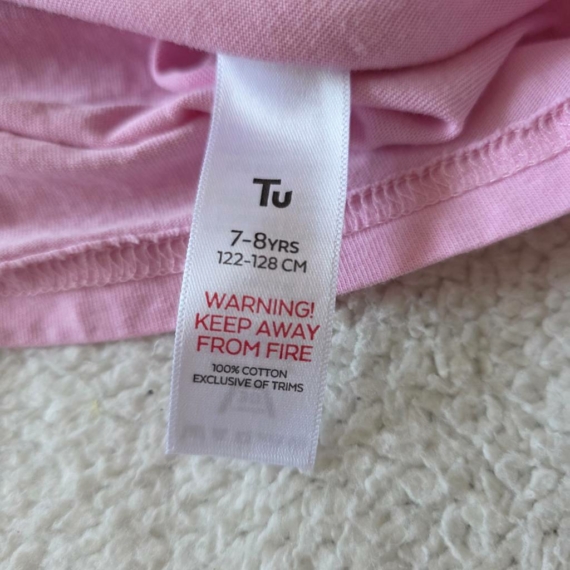 Tu
7-8YRS
122-128 CM
WARNING!
KEEP AWAY
FROM FIRE
100% COTTON
EXCLUSIVE OF TRIMS